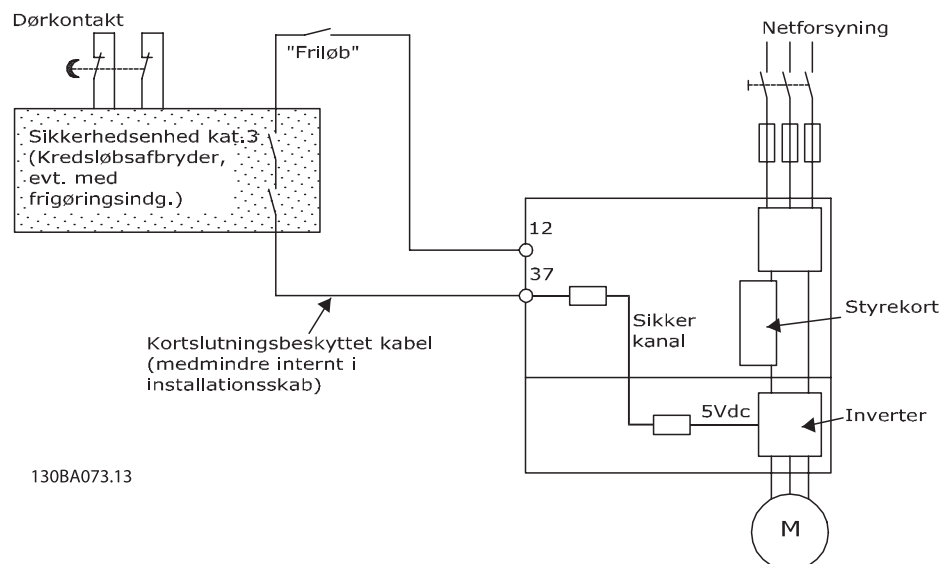 Dørkontakt
"Friløb"
Netforsyning
Sikkerhedsenhed kat.3
(Kredsløbsafbryder,
evt. med
frigøringsindg.)
12
37
Sikker
kanal
Styrekort
Kortslutningsbeskyttet kabel
(medmindre internt i
installationsskab)
5Vdc
Inverter
130BA073.13
M